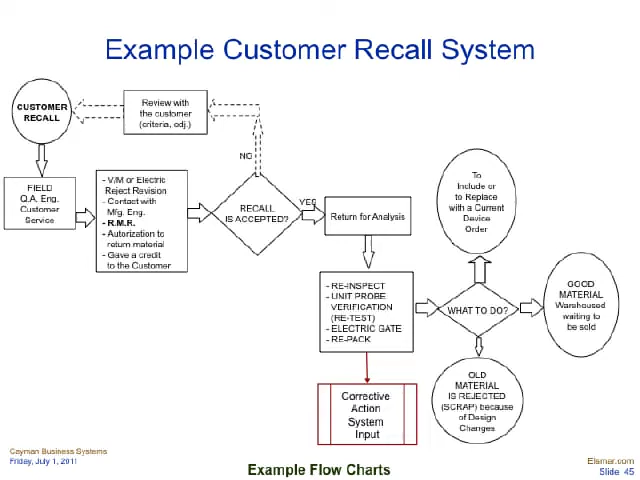 Example Customer Recall System
CUSTOMER
RECALL
Review with
the customer
(criteria, adj.)
NO
FIELD
Q.A. Eng.
Customer
Service
- V/M or Electric
Reject Revision
- Contact with
Mfg. Eng.
- R.M.R.
- Autorization to
return material
- Gave a credit
to the Customer
RECALL
IS ACCEPTED?
YES
Return for Analysis
To
Include or
to Replace
with a Current
Device
Order
- RE-INSPECT
- UNIT PROBE
VERIFICATION
(RE-TEST)
- ELECTRIC GATE
- RE-PACK
WHAT TO DO?
GOOD
MATERIAL
Warehoused
waiting to
be sold
OLD
MATERIAL
IS REJECTED
(SCRAP) because
of Design
Changes
Corrective
Action
System
Input
Cayman Business Systems
Friday, July 1, 2011
Example Flow Charts
Elsmar.com
Slide 45